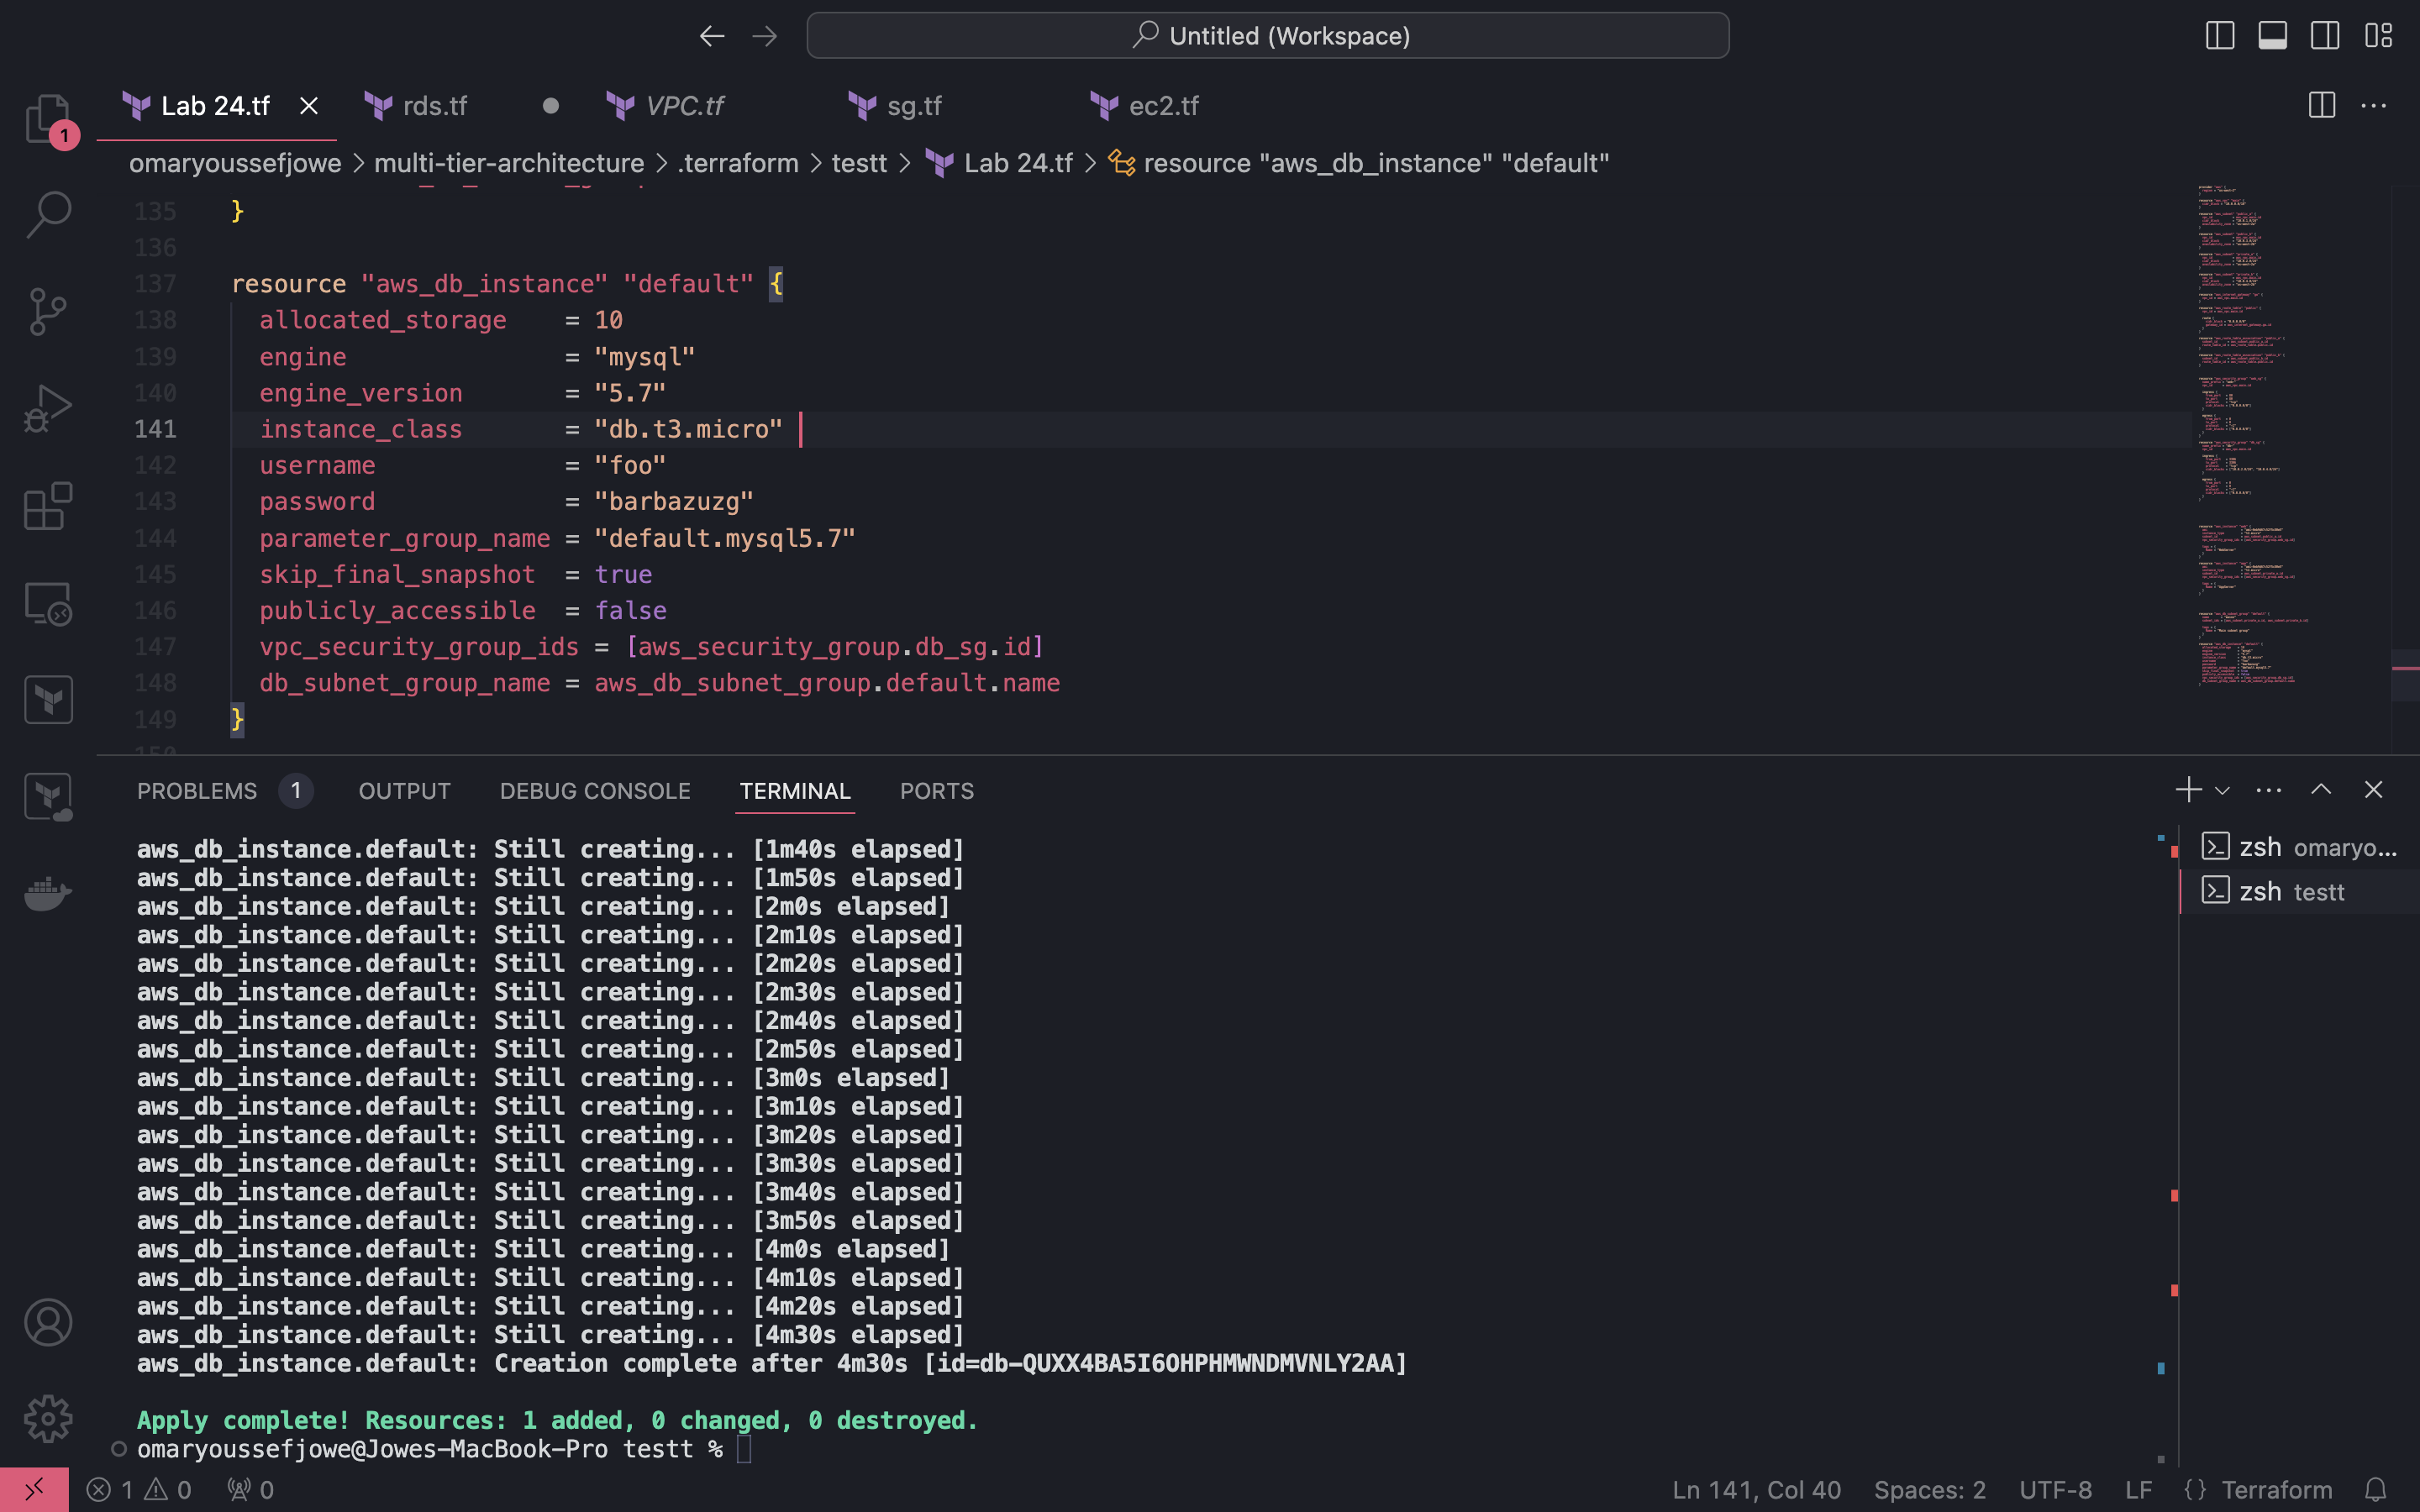 Untitled (Workspace)
Lab 24.tf
rds.tf
VPC.tf
sg.tf
ec2.tf
1
omaryoussefjowe > multi-tier-architecture > .terraform > testt > Lab 24.tf > resource "aws_db_instance" "default"
135 }
136
137 resource "aws_db_instance" "default" {
138 allocated_storage = 10
139 engine = "mysql"
140 engine_version = "5.7"
141 instance_class = "db.t3.micro"
142 username = "foo"
143 password = "barbazuzg"
144 parameter_group_name = "default.mysql5.7"
145 skip_final_snapshot = true
146 publicly_accessible = false
147 vpc_security_group_ids = [aws_security_group.db_sg.id]
148 db_subnet_group_name = aws_db_subnet_group.default.name
149 }
PROBLEMS 1 OUTPUT DEBUG CONSOLE TERMINAL PORTS
aws_db_instance.default: Still creating... [1m40s elapsed]
aws_db_instance.default: Still creating... [1m50s elapsed]
aws_db_instance.default: Still creating... [2m0s elapsed]
aws_db_instance.default: Still creating... [2m10s elapsed]
aws_db_instance.default: Still creating... [2m20s elapsed]
aws_db_instance.default: Still creating... [2m30s elapsed]
aws_db_instance.default: Still creating... [2m40s elapsed]
aws_db_instance.default: Still creating... [2m50s elapsed]
aws_db_instance.default: Still creating... [3m0s elapsed]
aws_db_instance.default: Still creating... [3m10s elapsed]
aws_db_instance.default: Still creating... [3m20s elapsed]
aws_db_instance.default: Still creating... [3m30s elapsed]
aws_db_instance.default: Still creating... [3m40s elapsed]
aws_db_instance.default: Still creating... [3m50s elapsed]
aws_db_instance.default: Still creating... [4m0s elapsed]
aws_db_instance.default: Still creating... [4m10s elapsed]
aws_db_instance.default: Still creating... [4m20s elapsed]
aws_db_instance.default: Still creating... [4m30s elapsed]
aws_db_instance.default: Creation complete after 4m30s [id=db-QUXX4BA5I6OHPHMWNDMVNLY2AA]
Apply complete! Resources: 1 added, 0 changed, 0 destroyed.
omaryoussefjowe@Jowes-MacBook-Pro testt %
zsh omaryo...
zsh testt
1 0 0
Ln 141, Col 40 Spaces: 2 UTF-8 LF {} Terraform